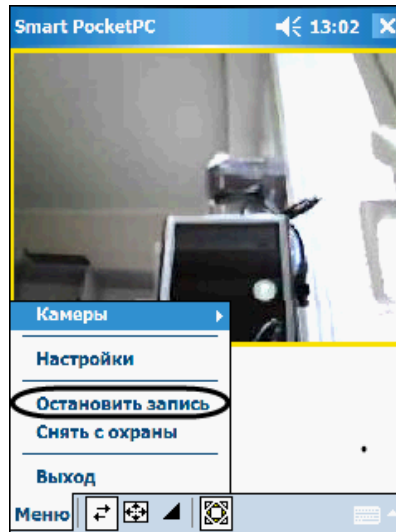 Smart PocketPC 13:02
Камеры
Настройки
Остановить запись
Снять с охраны
Выход
Меню